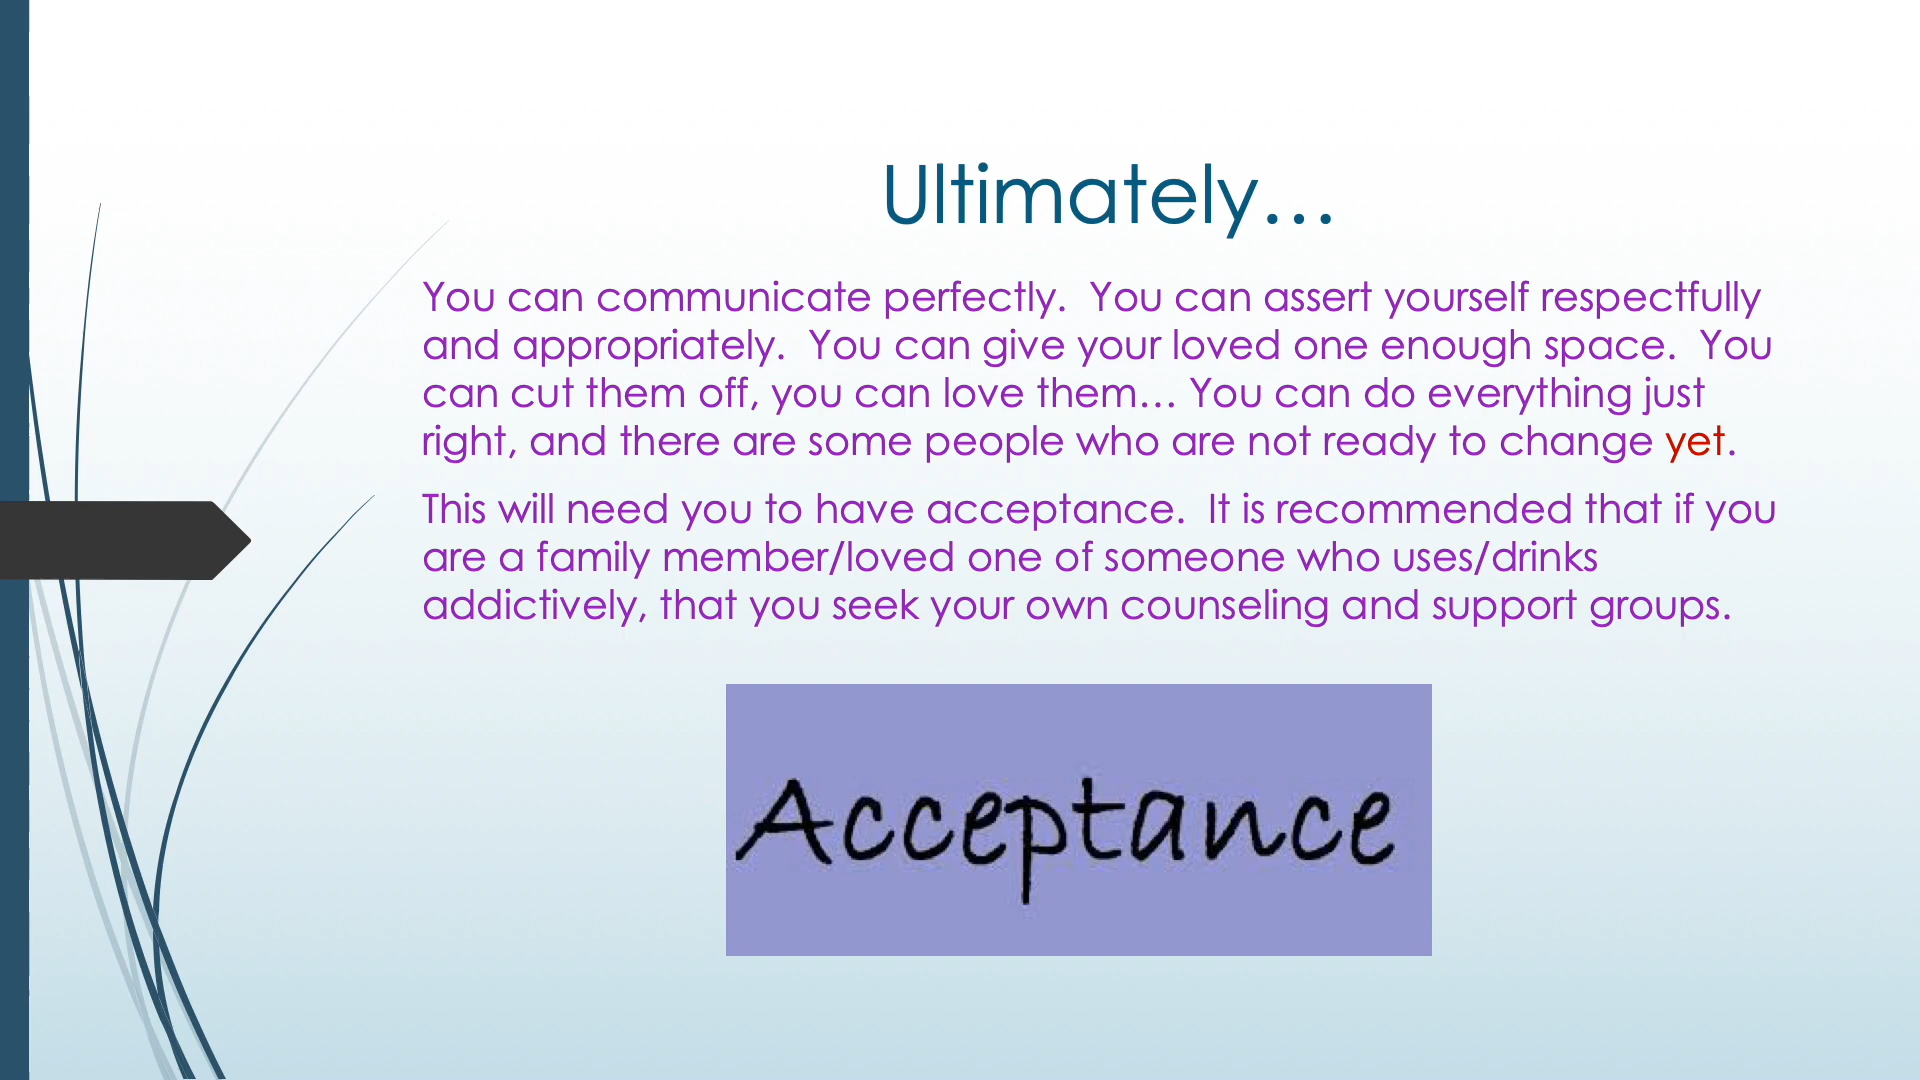 Ultimately…
You can communicate perfectly.  You can assert yourself respectfully
and appropriately.  You can give your loved one enough space.  You
can cut them off, you can love them… You can do everything just
right, and there are some people who are not ready to change yet.
This will need you to have acceptance.  It is recommended that if you
are a family member/loved one of someone who uses/drinks
addictively, that you seek your own counseling and support groups.
Acceptance